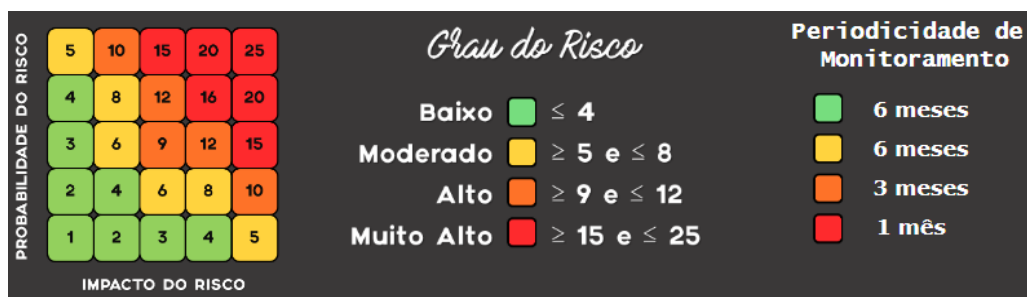 PROBABILIDADE DO RISCO
5 10 15 20 25
4 8 12 16 20
3 6 9 12 15
2 4 6 8 10
1 2 3 4 5
IMPACTO DO RISCO
Grau do Risco
Baixo ≤ 4
Moderado ≥ 5 e ≤ 8
Alto ≥ 9 e ≤ 12
Muito Alto ≥ 15 e ≤ 25
Periodicidade de
Monitoramento
6 meses
6 meses
3 meses
1 mês